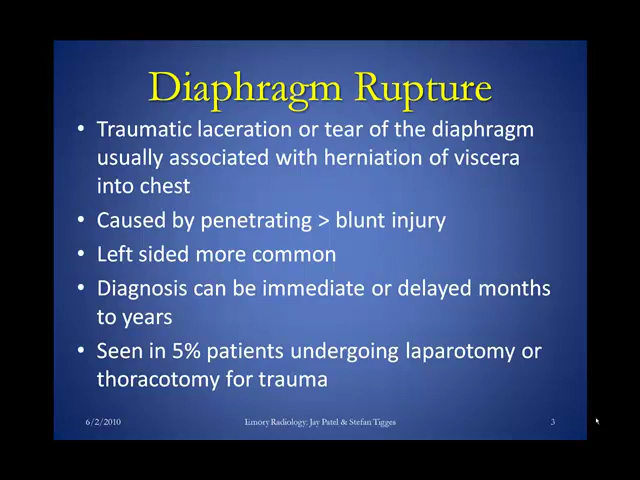 Diaphragm Rupture
• Traumatic laceration or tear of the diaphragm
usually associated with herniation of viscera
into chest
• Caused by penetrating > blunt injury
• Left sided more common
• Diagnosis can be immediate or delayed months
to years
• Seen in 5% patients undergoing laparotomy or
thoracotomy for trauma
6/2/2010 Emory Radiology: Jay Patel & Stefan Tigges 3